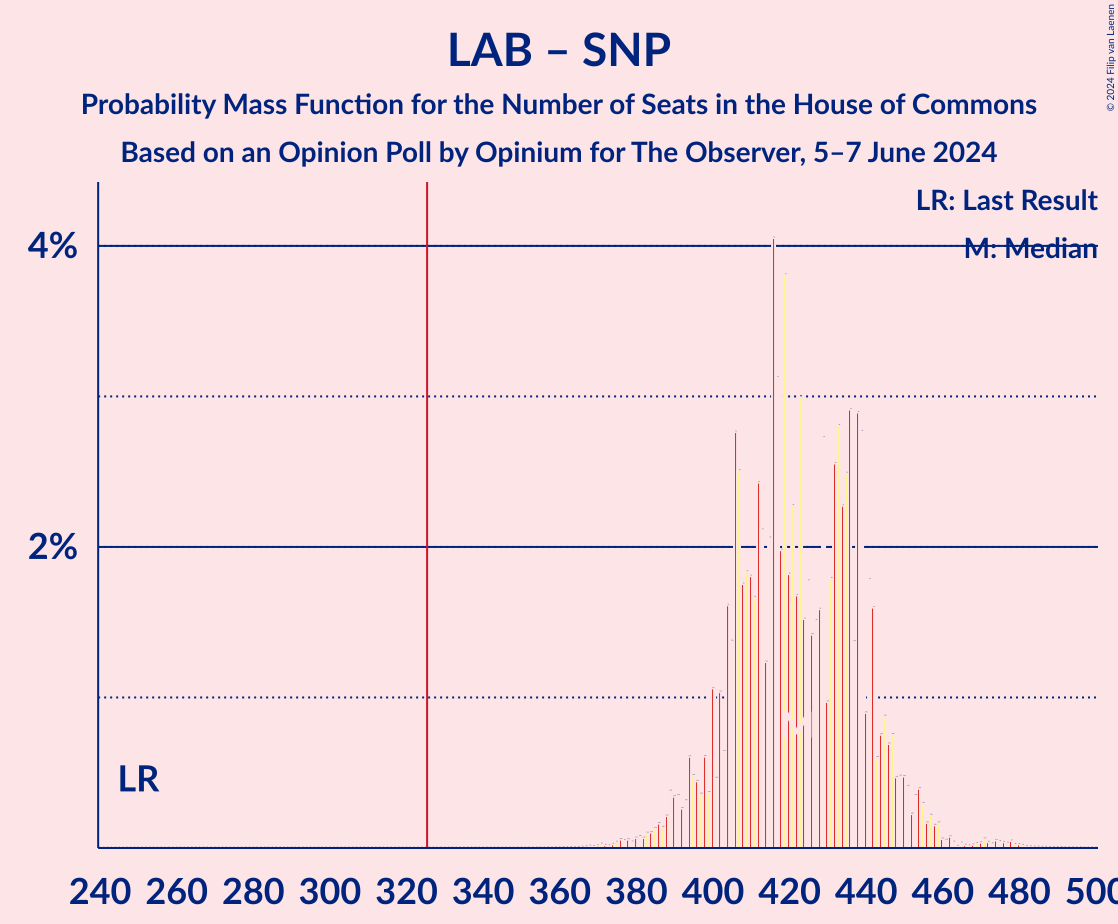 LAB – SNP
Probability Mass Function for the Number of Seats in the House of Commons
Based on an Opinion Poll by Opinium for The Observer, 5–7 June 2024
© 2024 Filip van Laenen
LR: Last Result
M: Median
4%
2%
LR
M
240 260 280 300 320 340 360 380 400 420 440 460 480 500